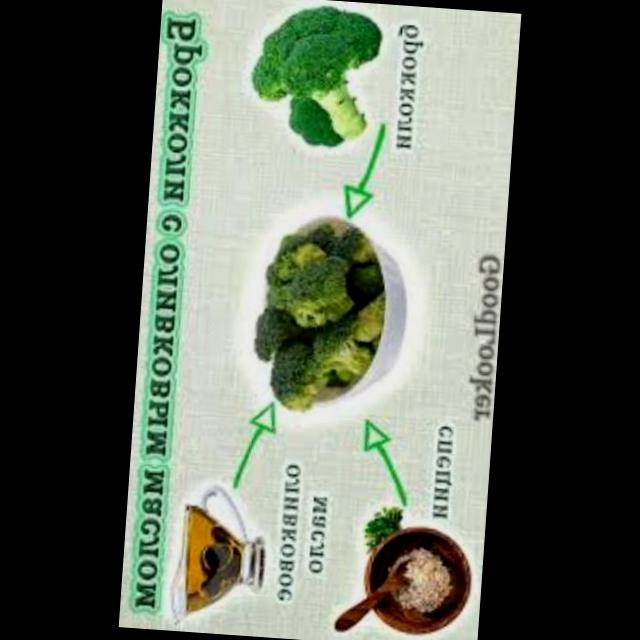 Брокколи с оливковым маслом
брокколи
оливковое
масло
специи
GoodLooker